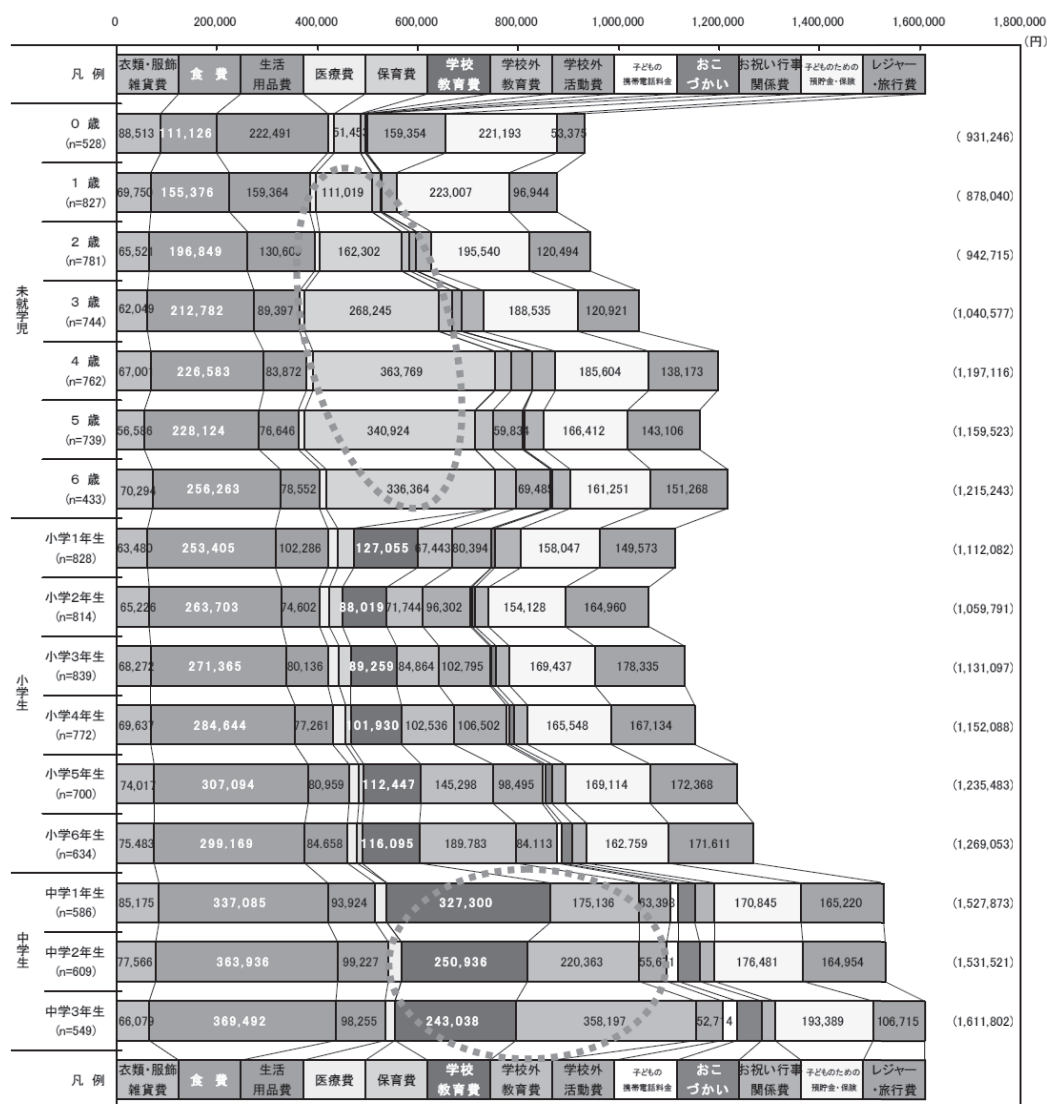 0 200,000 400,000 600,000 800,000 1,000,000 1,200,000 1,400,000 1,600,000 1,800,000
(円)
凡 例 衣類・服飾雑貨費 食 費 生活用品費 医療費 保育費 学校教育費 学校外教育費 学校外活動費 子どもの携帯電話料金 おこづかい お祝い行事関係費 子どものための預貯金・保険 レジャー・旅行費
未就学児
0 歳 (n=528) 88,513 111,126 222,491 51,453 159,354 221,193 53,375 ( 931,246)
1 歳 (n=827) 69,750 155,376 159,364 111,019 223,007 96,944 ( 878,040)
2 歳 (n=781) 65,521 196,849 162,302 195,540 120,494 ( 942,715)
3 歳 (n=744) 62,049 212,782 89,397 268,245 188,535 120,921 (1,040,577)
4 歳 (n=762) 67,001 226,583 83,872 363,769 185,604 138,173 (1,197,116)
5 歳 (n=739) 56,586 228,124 76,646 340,924 59,834 166,412 143,106 (1,159,523)
6 歳 (n=433) 70,294 256,263 78,552 336,364 69,485 161,251 151,268 (1,215,243)
小学生
小学1年生 (n=828) 63,480 253,405 102,286 127,055 67,443 80,394 158,047 149,573 (1,112,082)
小学2年生 (n=814) 65,226 263,703 74,602 88,019 71,744 96,302 154,128 164,960 (1,059,791)
小学3年生 (n=839) 68,272 271,365 80,136 89,259 84,864 102,795 169,437 178,335 (1,131,097)
小学4年生 (n=772) 69,637 284,644 77,261 101,930 102,536 106,502 165,548 167,134 (1,152,088)
小学5年生 (n=700) 74,017 307,094 80,959 112,447 145,298 98,495 169,114 172,368 (1,235,483)
小学6年生 (n=634) 75,483 299,169 84,658 116,095 189,783 84,113 162,759 171,611 (1,269,053)
中学生
中学1年生 (n=586) 85,175 337,085 93,924 327,300 175,136 63,398 170,845 165,220 (1,527,873)
中学2年生 (n=609) 77,566 363,936 99,227 250,936 220,363 176,481 164,954 (1,531,521)
中学3年生 (n=549) 66,079 369,492 98,255 243,038 358,197 52,714 193,389 106,715 (1,611,802)
凡 例 衣類・服飾雑貨費 食 費 生活用品費 医療費 保育費 学校教育費 学校外教育費 学校外活動費 子どもの携帯電話料金 おこづかい お祝い行事関係費 子どものための預貯金・保険 レジャー・旅行費